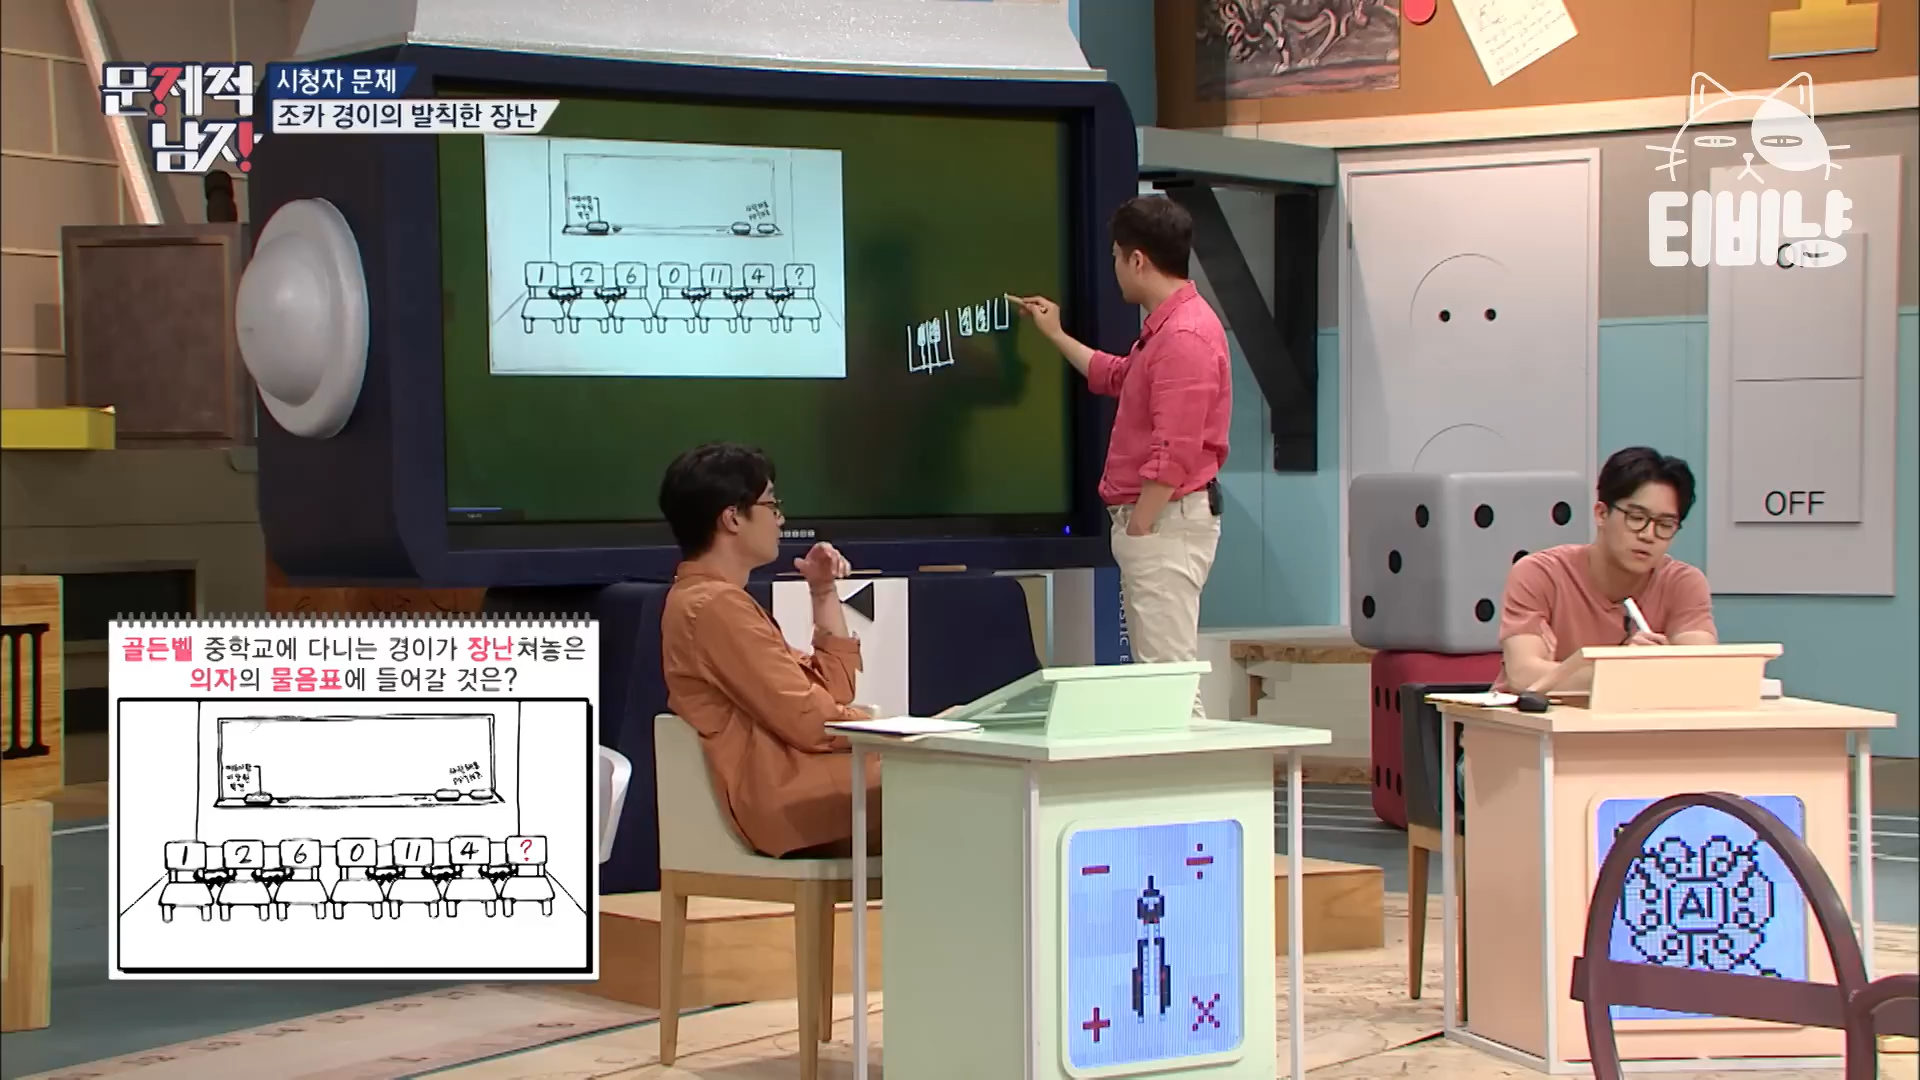 문제적
남자
시청자 문제
조카 경이의 발칙한 장난
티비냥
ON
OFF
1 2 6 0 11 4 ?
골든벨 중학교에 다니는 경이가 장난쳐놓은
의자의 물음표에 들어갈 것은?
1 2 6 0 11 4 ?
AI